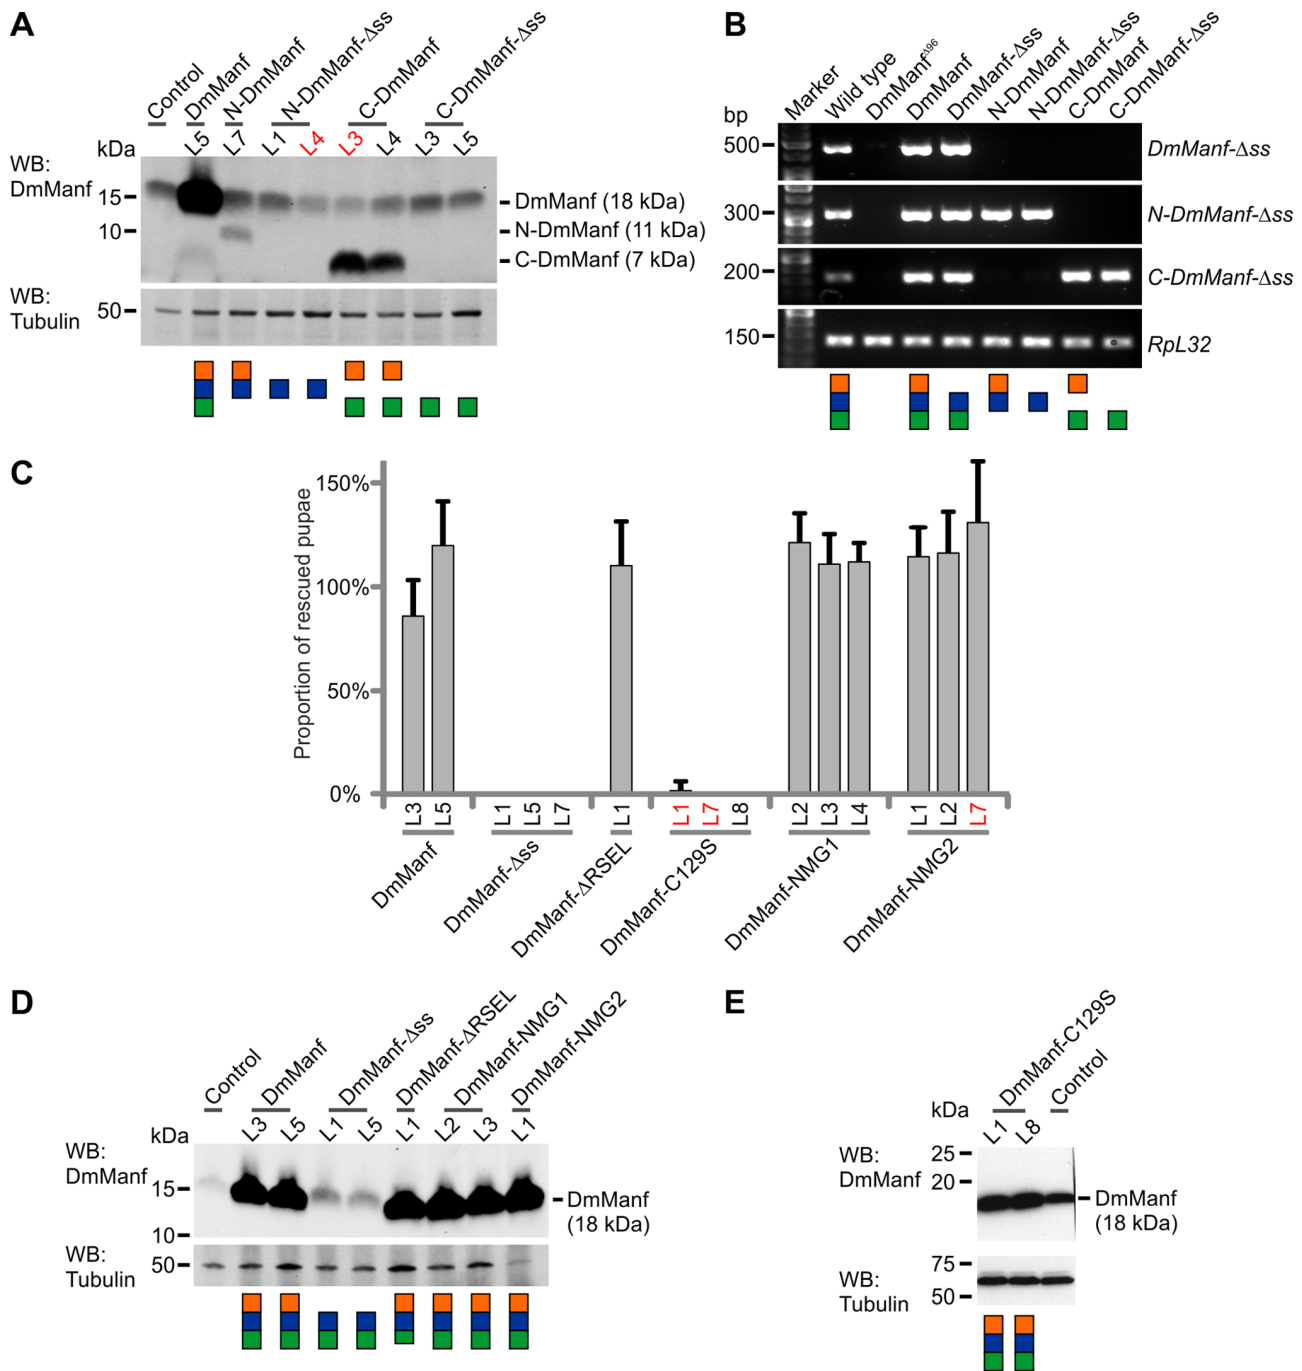 A
Control
DmManf
N-DmManf
N-DmManf-Δss
C-DmManf
C-DmManf-Δss
L5
L7
L1
L4
L3
L4
L3
L5
WB:
DmManf
kDa
15
10
DmManf (18 kDa)
N-DmManf (11 kDa)
C-DmManf (7 kDa)
WB:
Tubulin
50
B
bp
Marker
Wild type
DmManfΔ96
DmManf
DmManf-Δss
N-DmManf
N-DmManf-Δss
C-DmManf
C-DmManf-Δss
500
DmManf-Δss
300
N-DmManf-Δss
200
C-DmManf-Δss
150
RpL32
C
Proportion of rescued pupae
150%
100%
50%
0%
L3
L5
L1
L5
L7
L1
L1
L7
L8
L2
L3
L4
L1
L2
L7
DmManf
DmManf-Δss
DmManf-ΔRSEL
DmManf-C129S
DmManf-NMG1
DmManf-NMG2
D
Control
DmManf
DmManf-Δss
DmManf-ΔRSEL
DmManf-NMG1
DmManf-NMG2
L3
L5
L1
L5
L1
L2
L3
L1
kDa
WB:
DmManf
15
10
DmManf
(18 kDa)
WB:
Tubulin
50
E
DmManf-C129S
Control
kDa
L1
L8
WB:
DmManf
25
20
DmManf
(18 kDa)
WB:
Tubulin
75
50